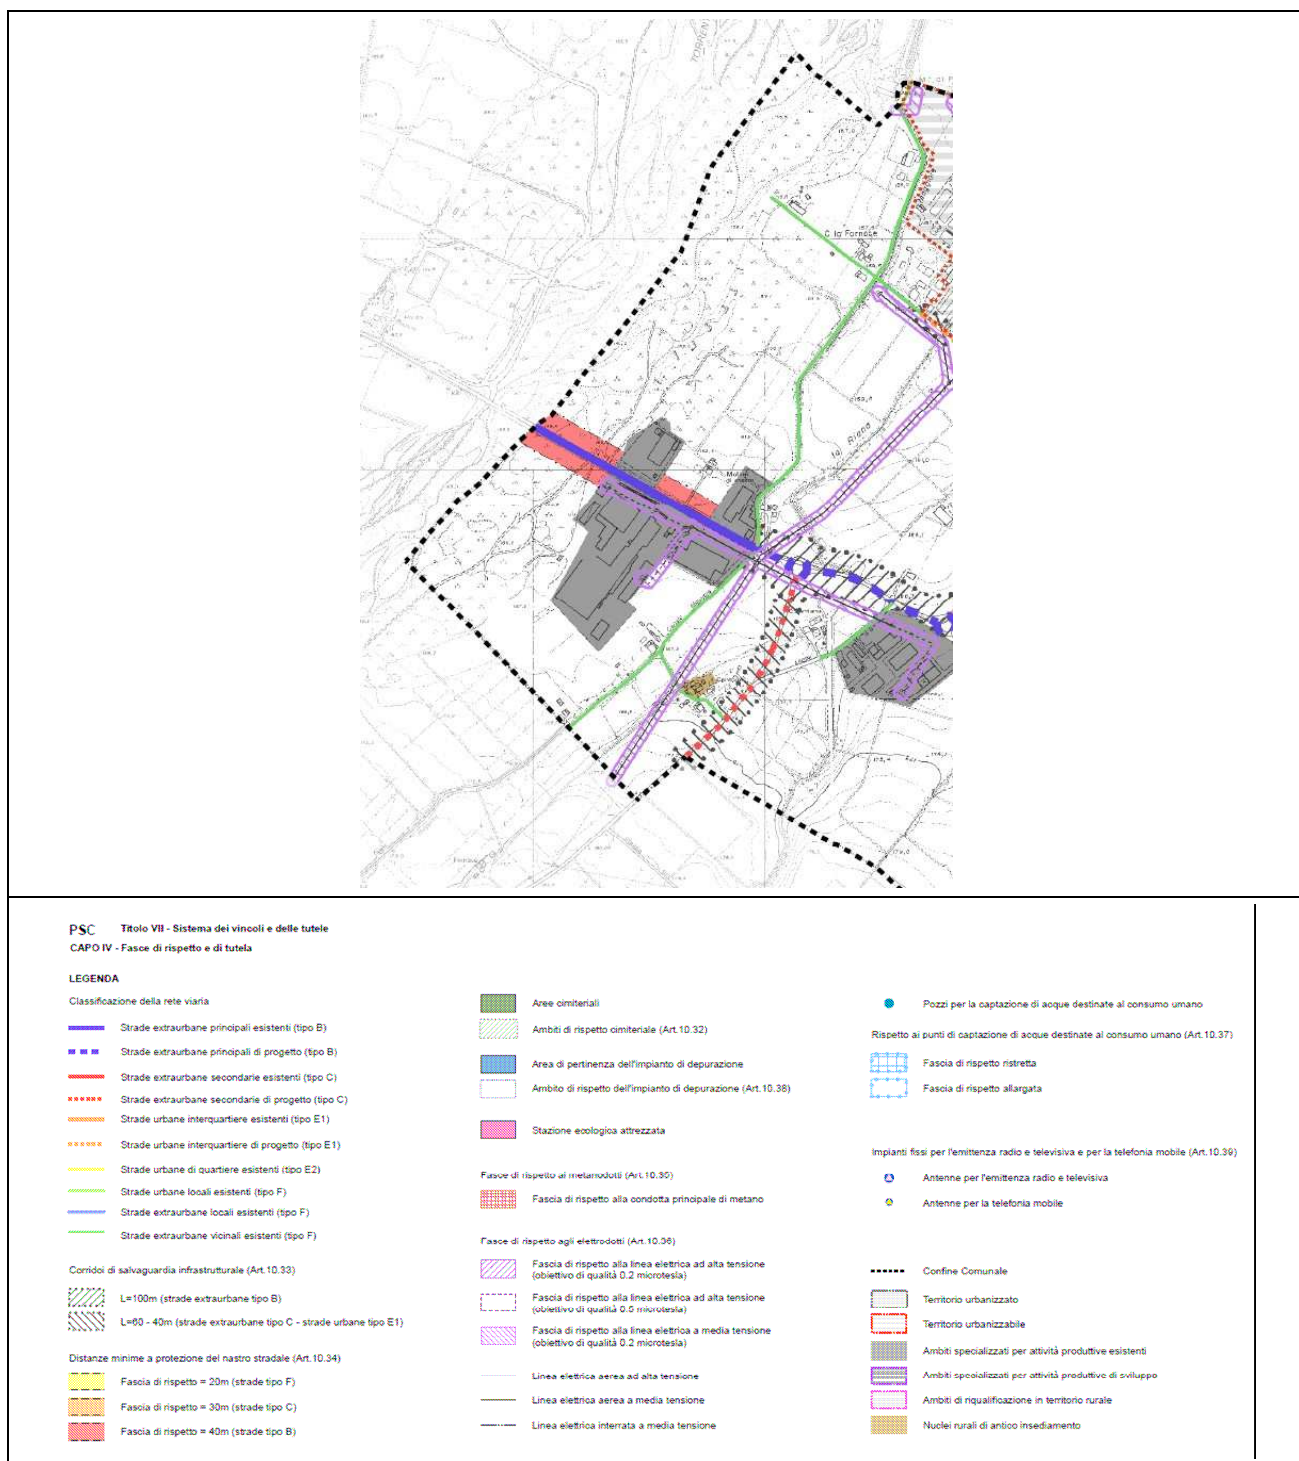 TORREN
C. la Fornace
la Riana
PSC Titolo VII - Sistema dei vincoli e delle tutele
CAPO IV - Fasce di rispetto e di tutela
LEGENDA
Classificazione della rete viaria
Strade extraurbane principali esistenti (tipo B)
Strade extraurbane principali di progetto (tipo B)
Strade extraurbane secondarie esistenti (tipo C)
Strade extraurbane secondarie di progetto (tipo C)
Strade urbane interquartiere esistenti (tipo E1)
Strade urbane interquartiere di progetto (tipo E1)
Strade urbane di quartiere esistenti (tipo E2)
Strade urbane locali esistenti (tipo F)
Strade extraurbane locali esistenti (tipo F)
Strade extraurbane vicinali esistenti (tipo F)
Corridoi di salvaguardia infrastrutturale (Art.10.33)
L=100m (strade extraurbane tipo B)
L=60 - 40m (strade extraurbane tipo C - strade urbane tipo E1)
Distanze minime a protezione del nastro stradale (Art.10.34)
Fascia di rispetto = 20m (strade tipo F)
Fascia di rispetto = 30m (strade tipo C)
Fascia di rispetto = 40m (strade tipo B)
Aree cimiteriali
Ambiti di rispetto cimiteriale (Art.10.32)
Area di pertinenza dell'impianto di depurazione
Ambito di rispetto dell'impianto di depurazione (Art.10.38)
Stazione ecologica attrezzata
Fasce di rispetto ai metanodotti (Art.10.35)
Fascia di rispetto alla condotta principale di metano
Fasce di rispetto agli elettrodotti (Art.10.36)
Fascia di rispetto alla linea elettrica ad alta tensione
(obiettivo di qualità 0.2 microtesla)
Fascia di rispetto alla linea elettrica ad alta tensione
(obiettivo di qualità 0.5 microtesla)
Fascia di rispetto alla linea elettrica a media tensione
(obiettivo di qualità 0.2 microtesla)
Linea elettrica aerea ad alta tensione
Linea elettrica aerea a media tensione
Linea elettrica interrata a media tensione
Pozzi per la captazione di acque destinate al consumo umano
Rispetto ai punti di captazione di acque destinate al consumo umano (Art.10.37)
Fascia di rispetto ristretta
Fascia di rispetto allargata
Impianti fissi per l'emittenza radio e televisiva e per la telefonia mobile (Art.10.39)
Antenne per l'emittenza radio e televisiva
Antenne per la telefonia mobile
Confine Comunale
Territorio urbanizzato
Territorio urbanizzabile
Ambiti specializzati per attività produttive esistenti
Ambiti specializzati per attività produttive di sviluppo
Ambiti di riqualificazione in territorio rurale
Nuclei rurali di antico insediamento